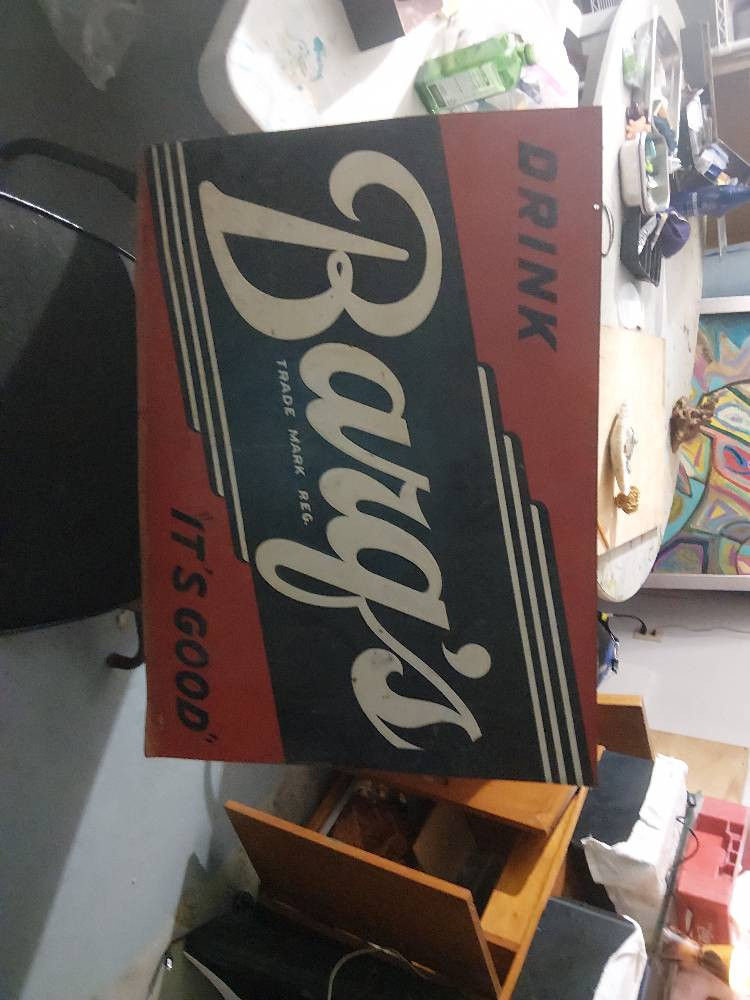 DRINK
Barq's
TRADE MARK REG.
"IT'S GOOD"